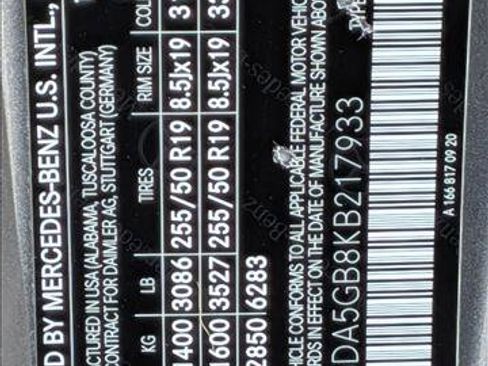 D BY MERCEDES-BENZ U.S. INTL.,
FACTURED IN USA (ALABAMA, TUSCALOOSA COUNTY)
CONTRACT FOR DAIMLER AG, STUTTGART (GERMANY)
KG LB TIRES RIM SIZE COL
1400 3086 255/50 R19 8.5Jx19
1600 3527 255/50 R19 8.5Jx19
2850 6283
VEHICLE CONFORMS TO ALL APPLICABLE FEDERAL MOTOR VEHIC
RDS IN EFFECT ON THE DATE OF MANUFACTURE SHOWN ABOV
DA5GB8KB217933
A 166 817 09 20